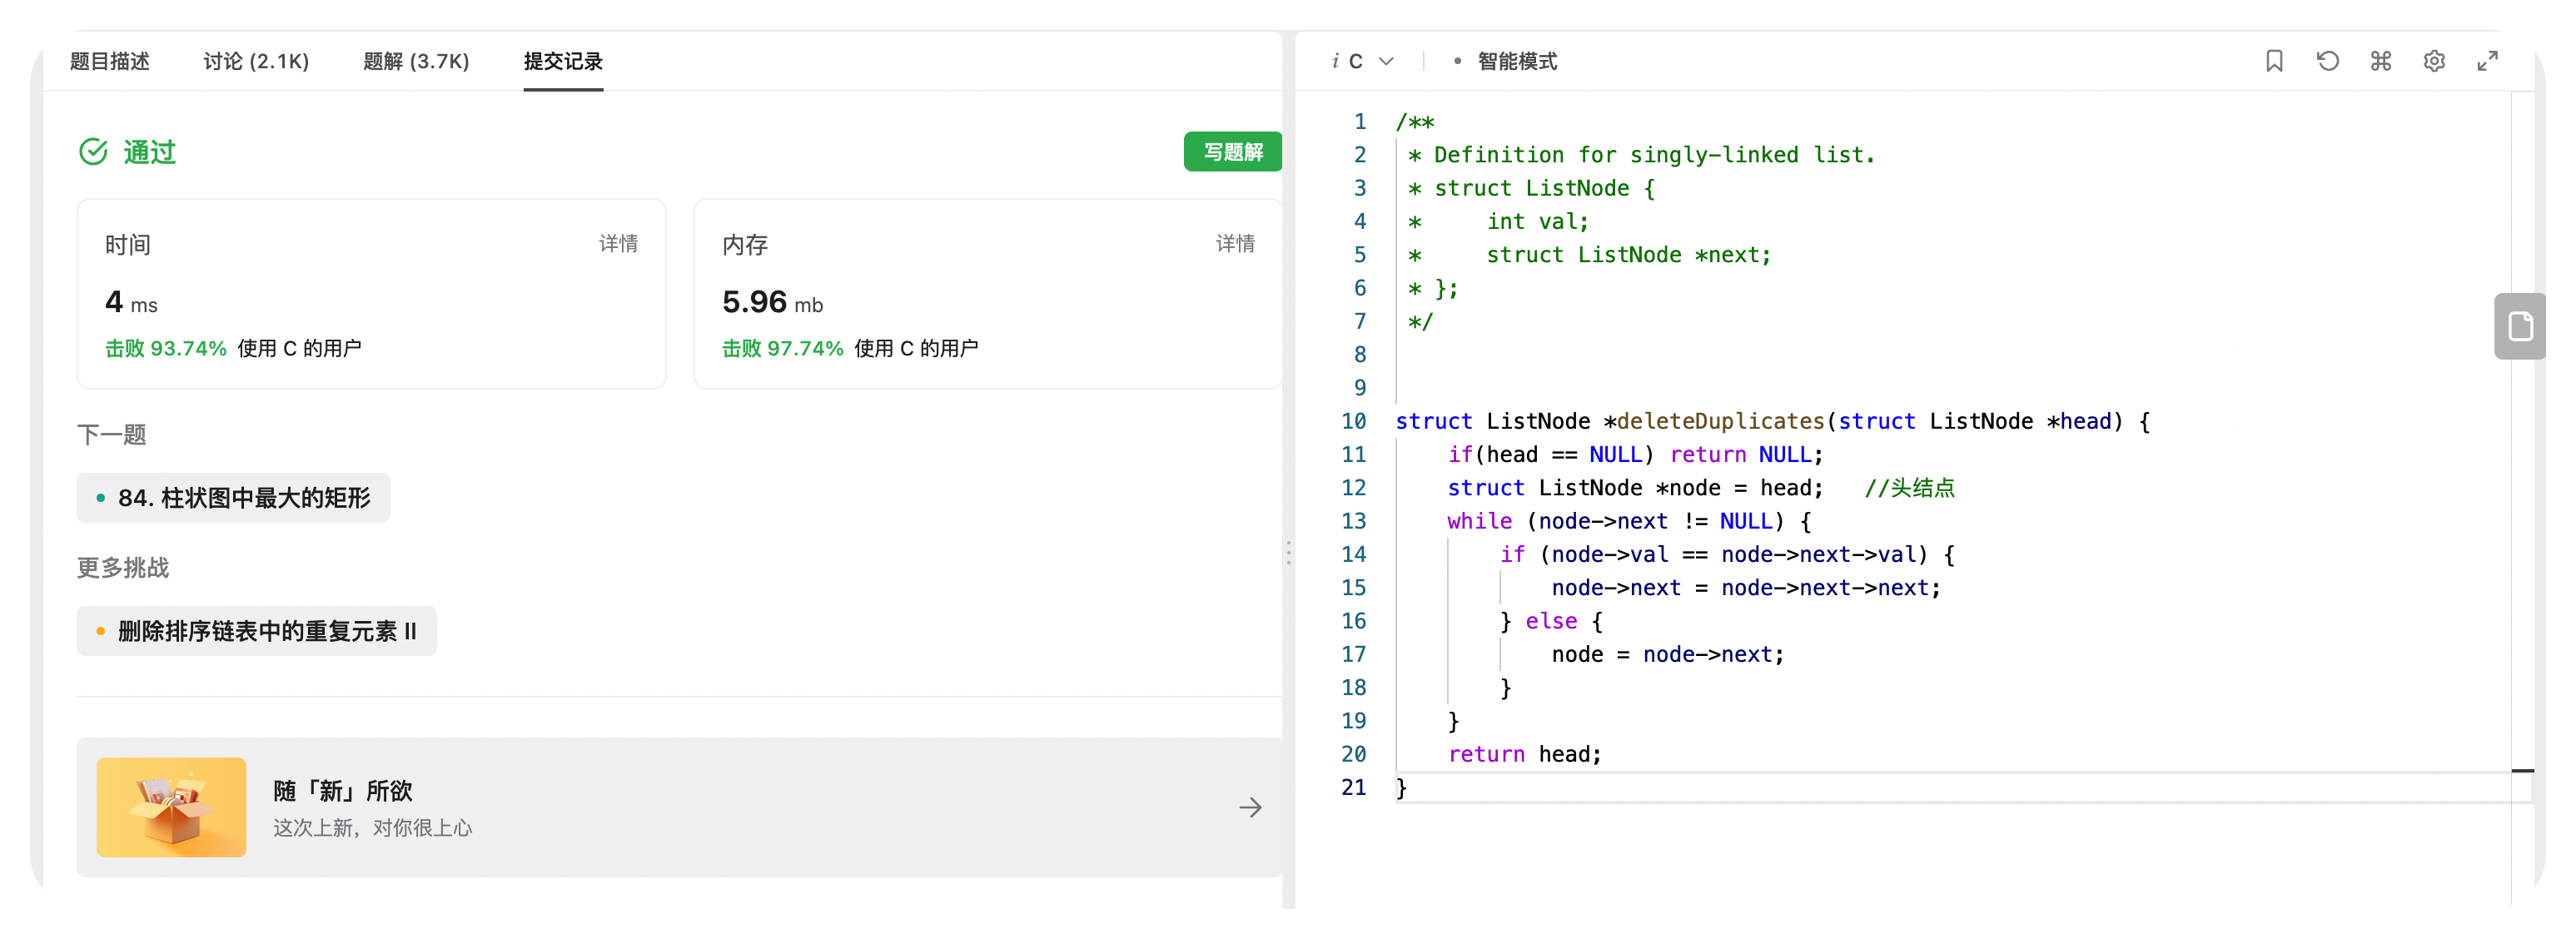 题目描述 讨论 (2.1K) 题解 (3.7K) 提交记录
通过 写题解
时间 详情
4 ms
击败 93.74% 使用 C 的用户
内存 详情
5.96 mb
击败 97.74% 使用 C 的用户
下一题
84. 柱状图中最大的矩形
更多挑战
删除排序链表中的重复元素 II
随「新」所欲
这次上新，对你很上心
i C 智能模式
1 /**
2  * Definition for singly-linked list.
3  * struct ListNode {
4  *     int val;
5  *     struct ListNode *next;
6  * };
7  */
8
9
10 struct ListNode *deleteDuplicates(struct ListNode *head) {
11     if(head == NULL) return NULL;
12     struct ListNode *node = head;   //头结点
13     while (node->next != NULL) {
14         if (node->val == node->next->val) {
15             node->next = node->next->next;
16         } else {
17             node = node->next;
18         }
19     }
20     return head;
21 }